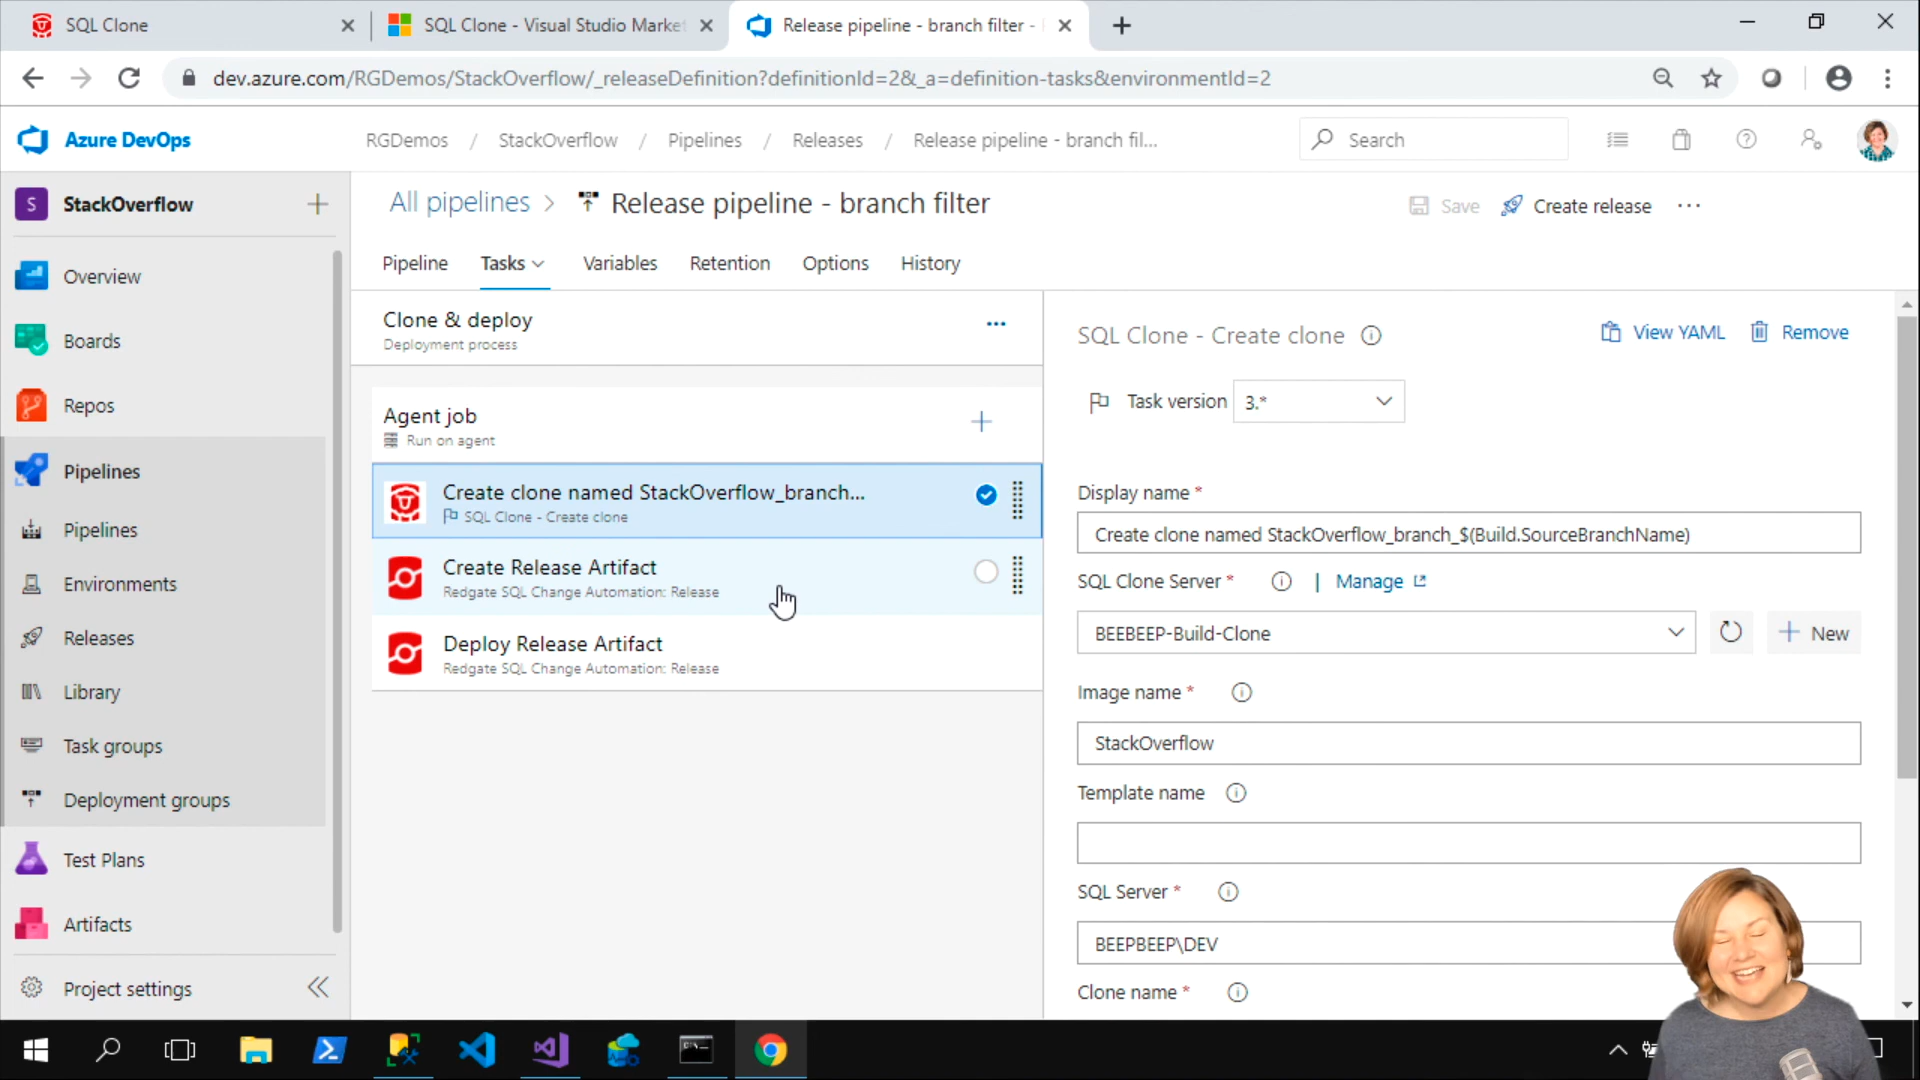 SQL Clone
SQL Clone - Visual Studio Market
Release pipeline - branch filter -
dev.azure.com/RGDemos/StackOverflow/_releaseDefinition?definitionId=2&_a=definition-tasks&environmentId=2
Azure DevOps
RGDemos / StackOverflow / Pipelines / Releases / Release pipeline - branch fil...
Search
S StackOverflow
All pipelines > Release pipeline - branch filter
Save Create release
Pipeline Tasks Variables Retention Options History
Overview
Boards
Repos
Pipelines
Pipelines
Environments
Releases
Library
Task groups
Deployment groups
Test Plans
Artifacts
Project settings
Clone & deploy
Deployment process
Agent job
Run on agent
Create clone named StackOverflow_branch...
SQL Clone - Create clone
Create Release Artifact
Redgate SQL Change Automation: Release
Deploy Release Artifact
Redgate SQL Change Automation: Release
SQL Clone - Create clone
View YAML Remove
Task version 3.*
Display name *
Create clone named StackOverflow_branch_$(Build.SourceBranchName)
SQL Clone Server * | Manage
BEEBEEP-Build-Clone
New
Image name *
StackOverflow
Template name
SQL Server *
BEEPBEEP\DEV
Clone name *